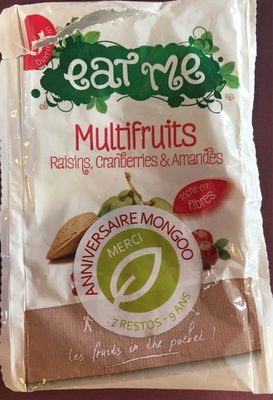 eat me
Multifruits
Raisins, Cranberries & Amandes
Riche en
Fibres
ANNIVERSAIRE MONGOO
MERCI
2 RESTOS - 9 ANS
Les fruits in the pocket!